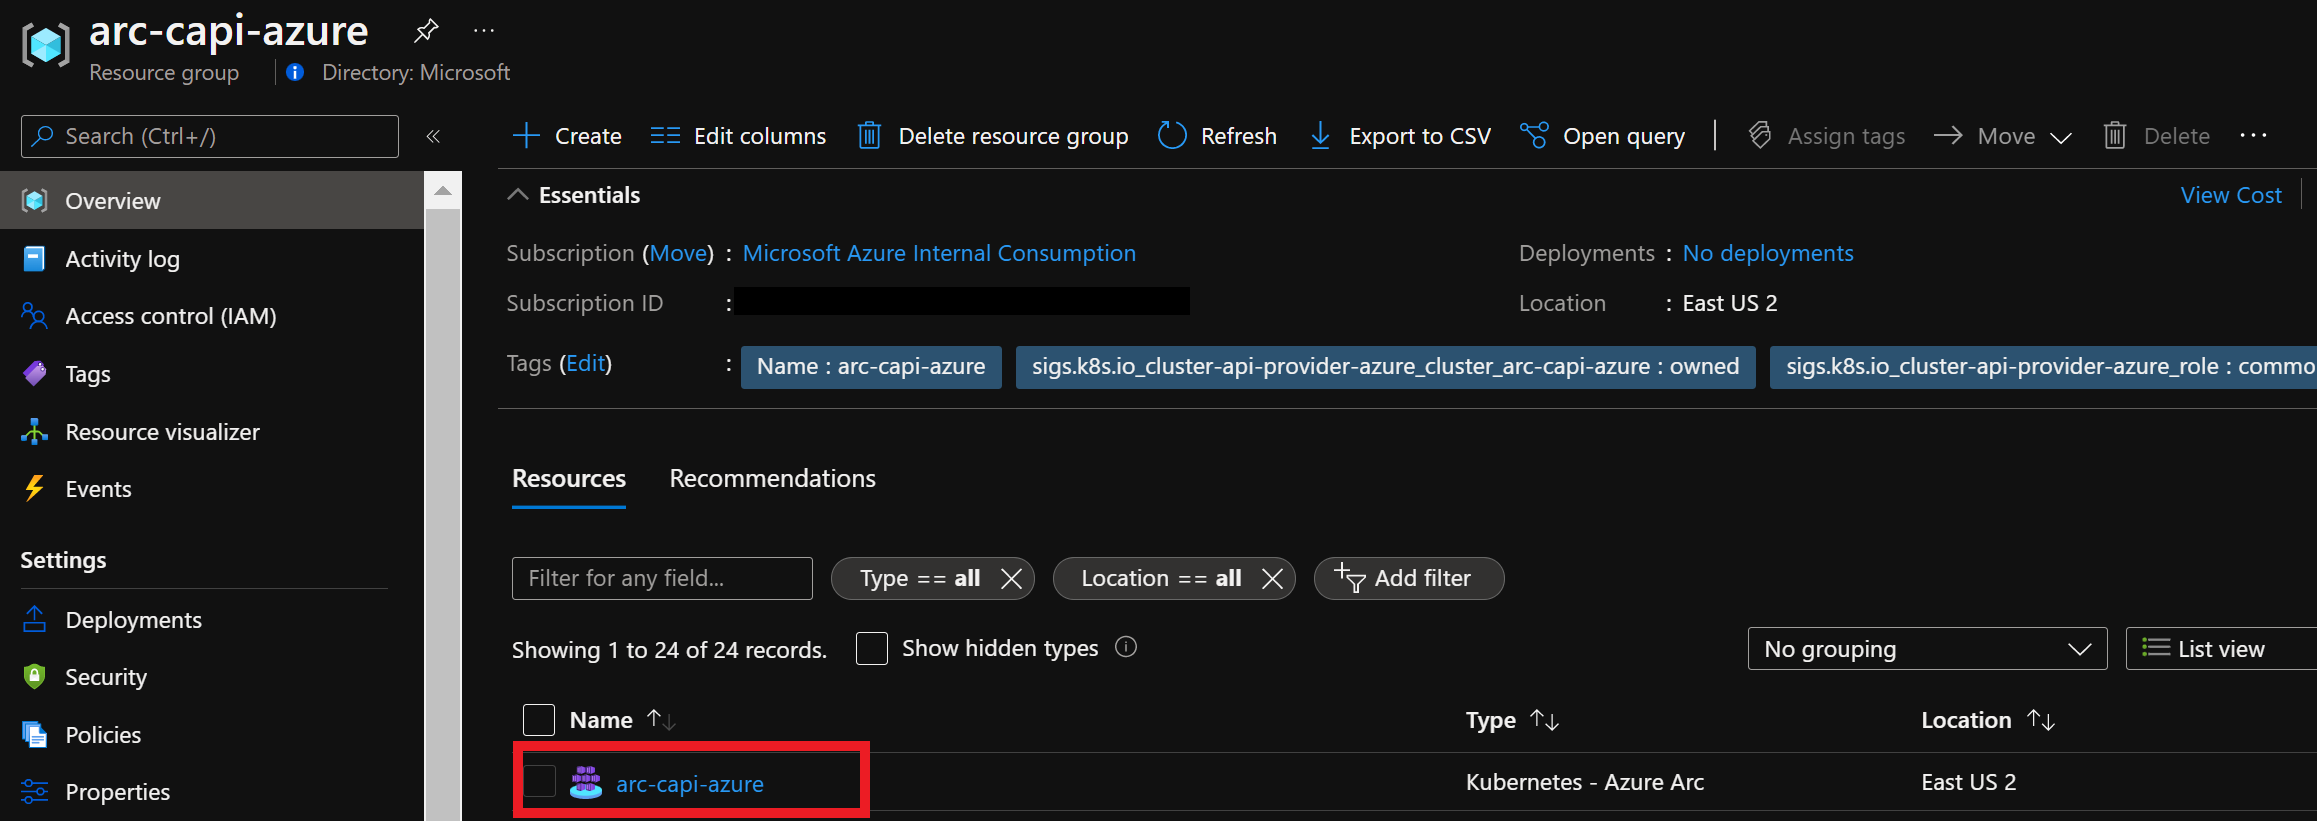 arc-capi-azure ...
Resource group
Directory: Microsoft
Search (Ctrl+/)
«
Create
Edit columns
Delete resource group
Refresh
Export to CSV
Open query
Assign tags
Move
Delete
...
Overview
Activity log
Access control (IAM)
Tags
Resource visualizer
Events
Settings
Deployments
Security
Policies
Properties
Essentials
View Cost
Subscription (Move) : Microsoft Azure Internal Consumption
Deployments : No deployments
Subscription ID :
Location : East US 2
Tags (Edit) : Name : arc-capi-azure sigs.k8s.io_cluster-api-provider-azure_cluster_arc-capi-azure : owned sigs.k8s.io_cluster-api-provider-azure_role : commo
Resources Recommendations
Filter for any field... Type == all Location == all Add filter
Showing 1 to 24 of 24 records. Show hidden types
No grouping List view
Name ↑↓ Type ↑↓ Location ↑↓
arc-capi-azure Kubernetes - Azure Arc East US 2